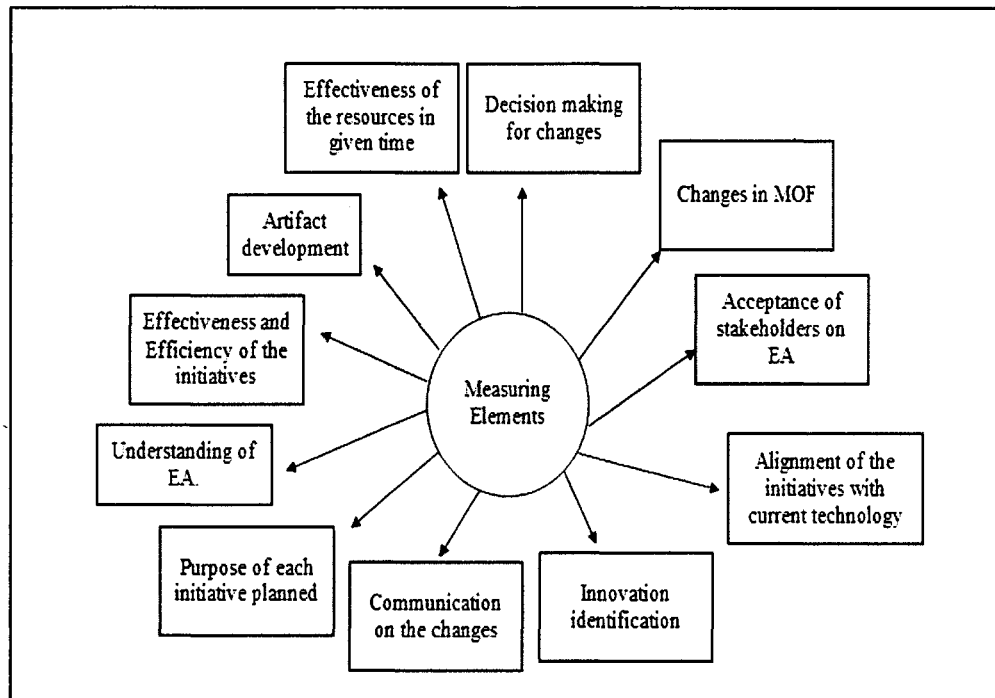 Effectiveness of
the resources in
given time
Decision making
for changes
Changes in MOF
Artifact
development
Acceptance of
stakeholders on
EA
Effectiveness and
Efficiency of the
initiatives
Measuring
Elements
Understanding of
EA.
Alignment of the
initiatives with
current technology
Purpose of each
initiative planned
Communication
on the changes
Innovation
identification